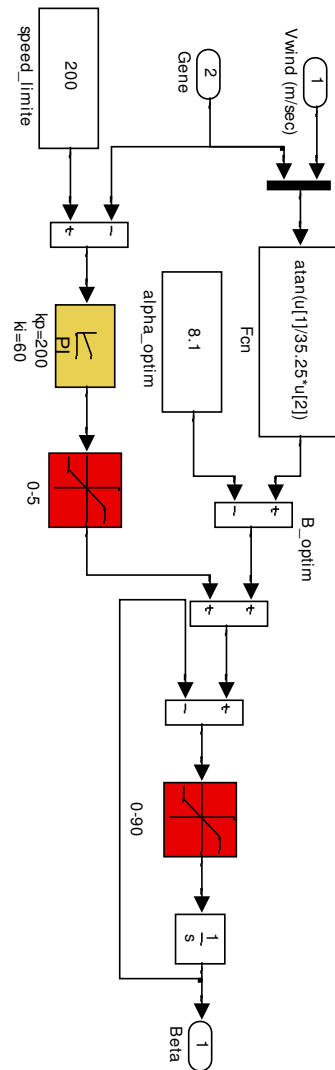 1
Vwind (m/sec)
2
Gene
200
speed_limite
atan(u[1]/35.25*u[2])
Fcn
8.1
alpha_optim
-
+
PI
kp=200
ki=60
0-5
+
-
B_optim
+
+
+
-
0-90
1
s
1
Beta